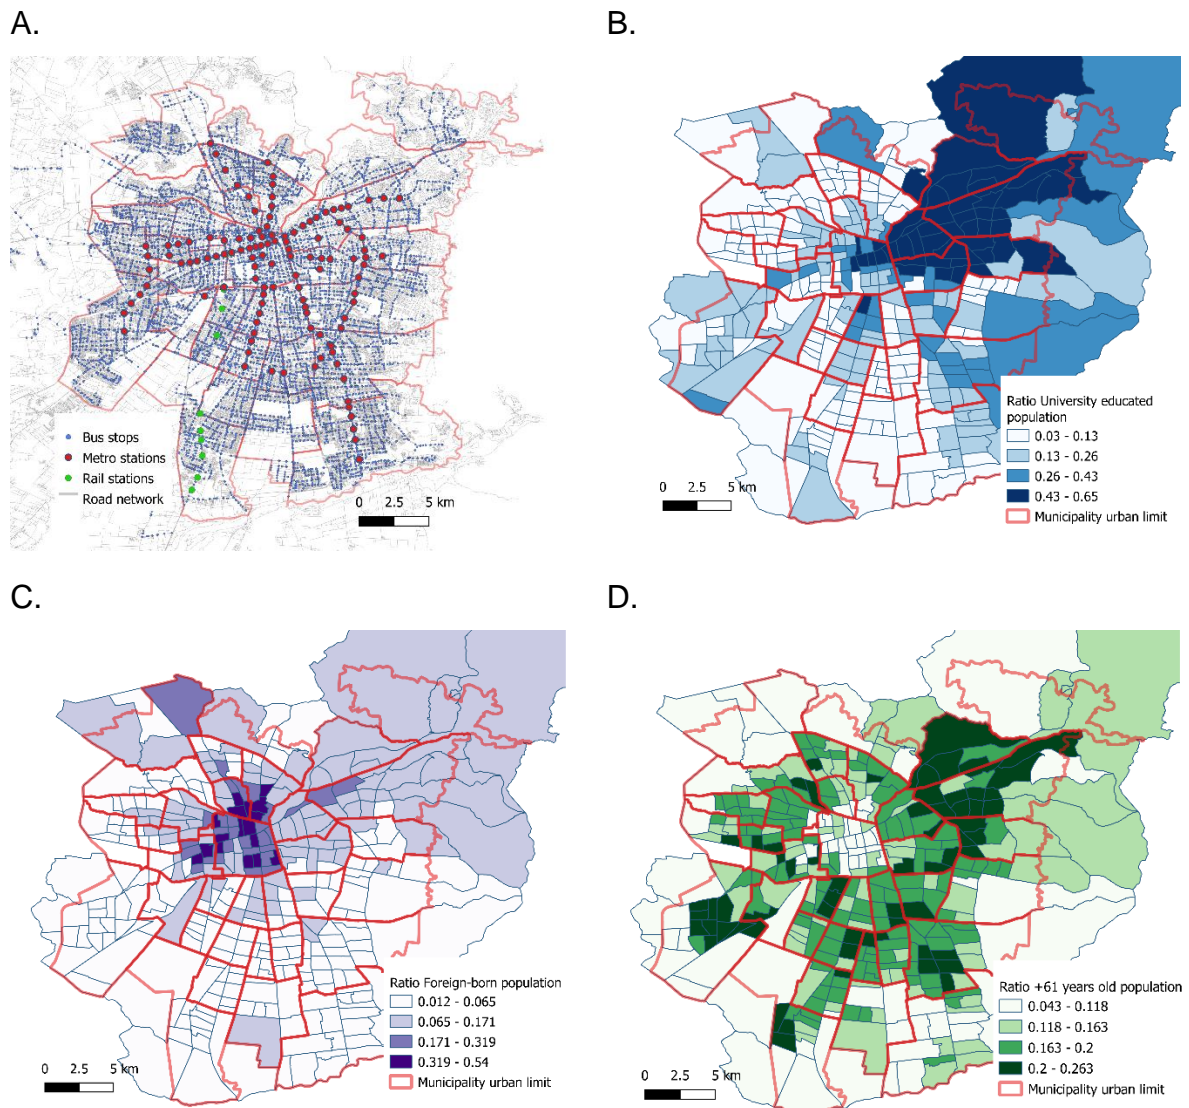 A.
B.
Bus stops
Metro stations
Rail stations
Road network
0 2.5 5 km
Ratio University educated
population
0.03 - 0.13
0.13 - 0.26
0.26 - 0.43
0.43 - 0.65
Municipality urban limit
0 2.5 5 km
C.
D.
Ratio Foreign-born population
0.012 - 0.065
0.065 - 0.171
0.171 - 0.319
0.319 - 0.54
Municipality urban limit
0 2.5 5 km
Ratio +61 years old population
0.043 - 0.118
0.118 - 0.163
0.163 - 0.2
0.2 - 0.263
Municipality urban limit
0 2.5 5 km